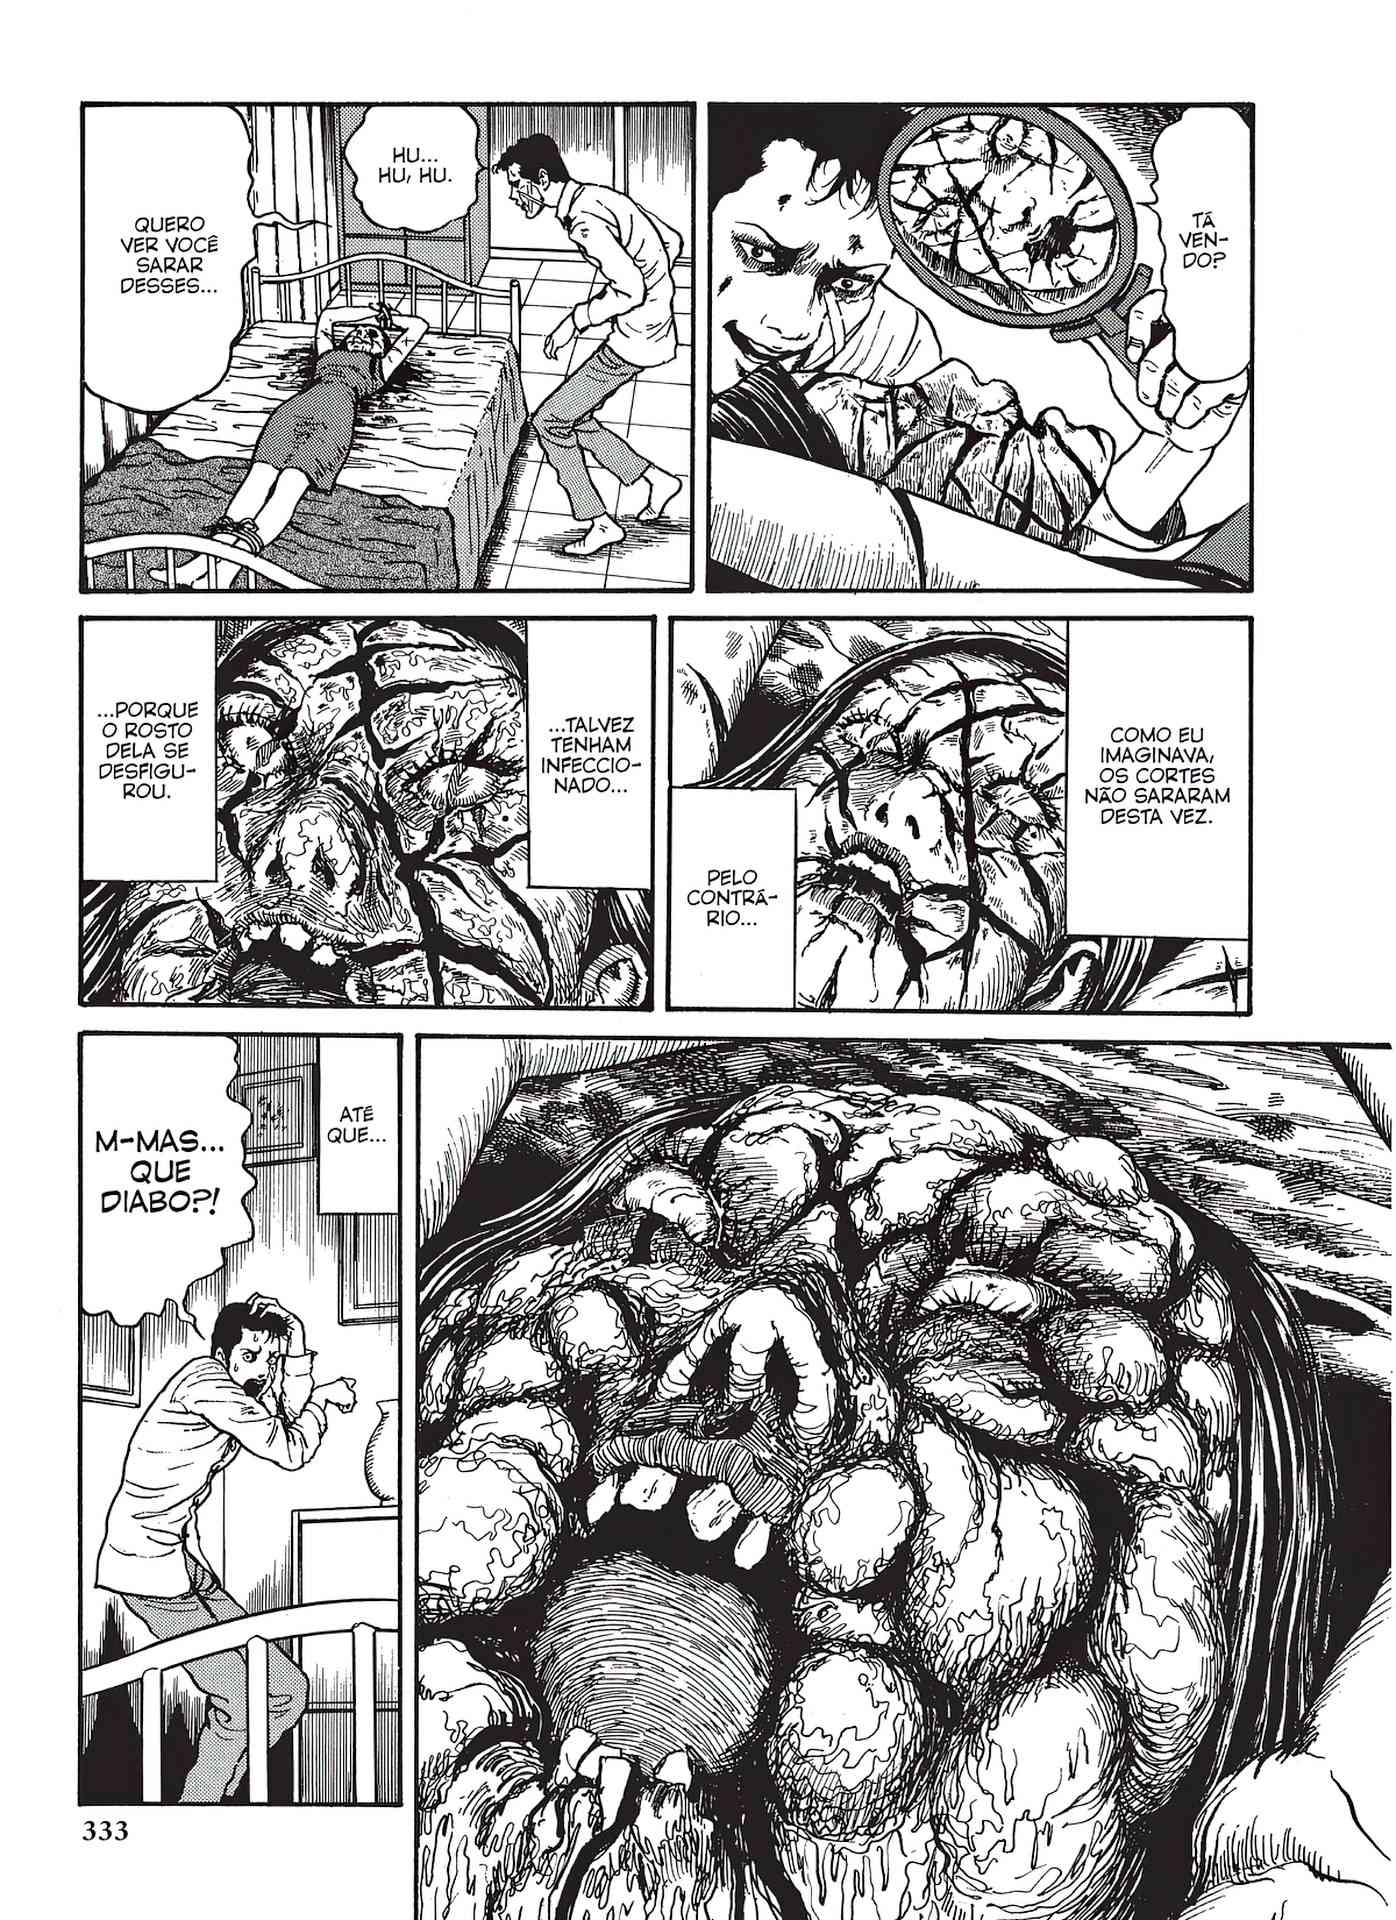 TÁ
VEN-
DO?
HU...
HU, HU.
QUERO
VER VOCÊ
SARAR
DESSES...
COMO EU
IMAGINAVA,
OS CORTES
NÃO SARARAM
DESTA VEZ.
PELO
CONTRÁ-
RIO...
...TALVEZ
TENHAM
INFECCIO-
NADO...
...PORQUE
O ROSTO
DELA SE
DESFIGU-
ROU.
ATÉ
QUE...
M-MAS...
QUE
DIABO?!
333